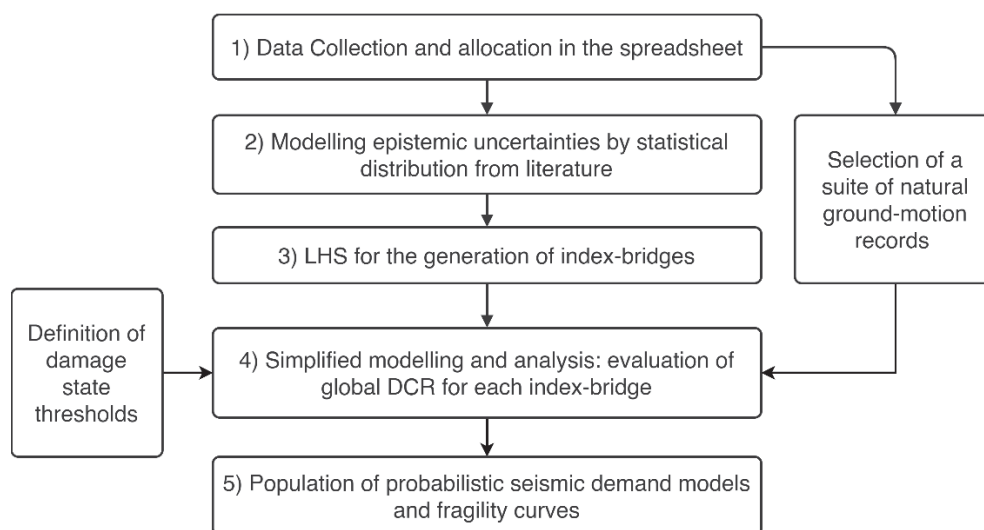 1) Data Collection and allocation in the spreadsheet
2) Modelling epistemic uncertainties by statistical
distribution from literature
Selection of a
suite of natural
ground-motion
records
3) LHS for the generation of index-bridges
Definition of
damage
state
thresholds
4) Simplified modelling and analysis: evaluation of
global DCR for each index-bridge
5) Population of probabilistic seismic demand models
and fragility curves